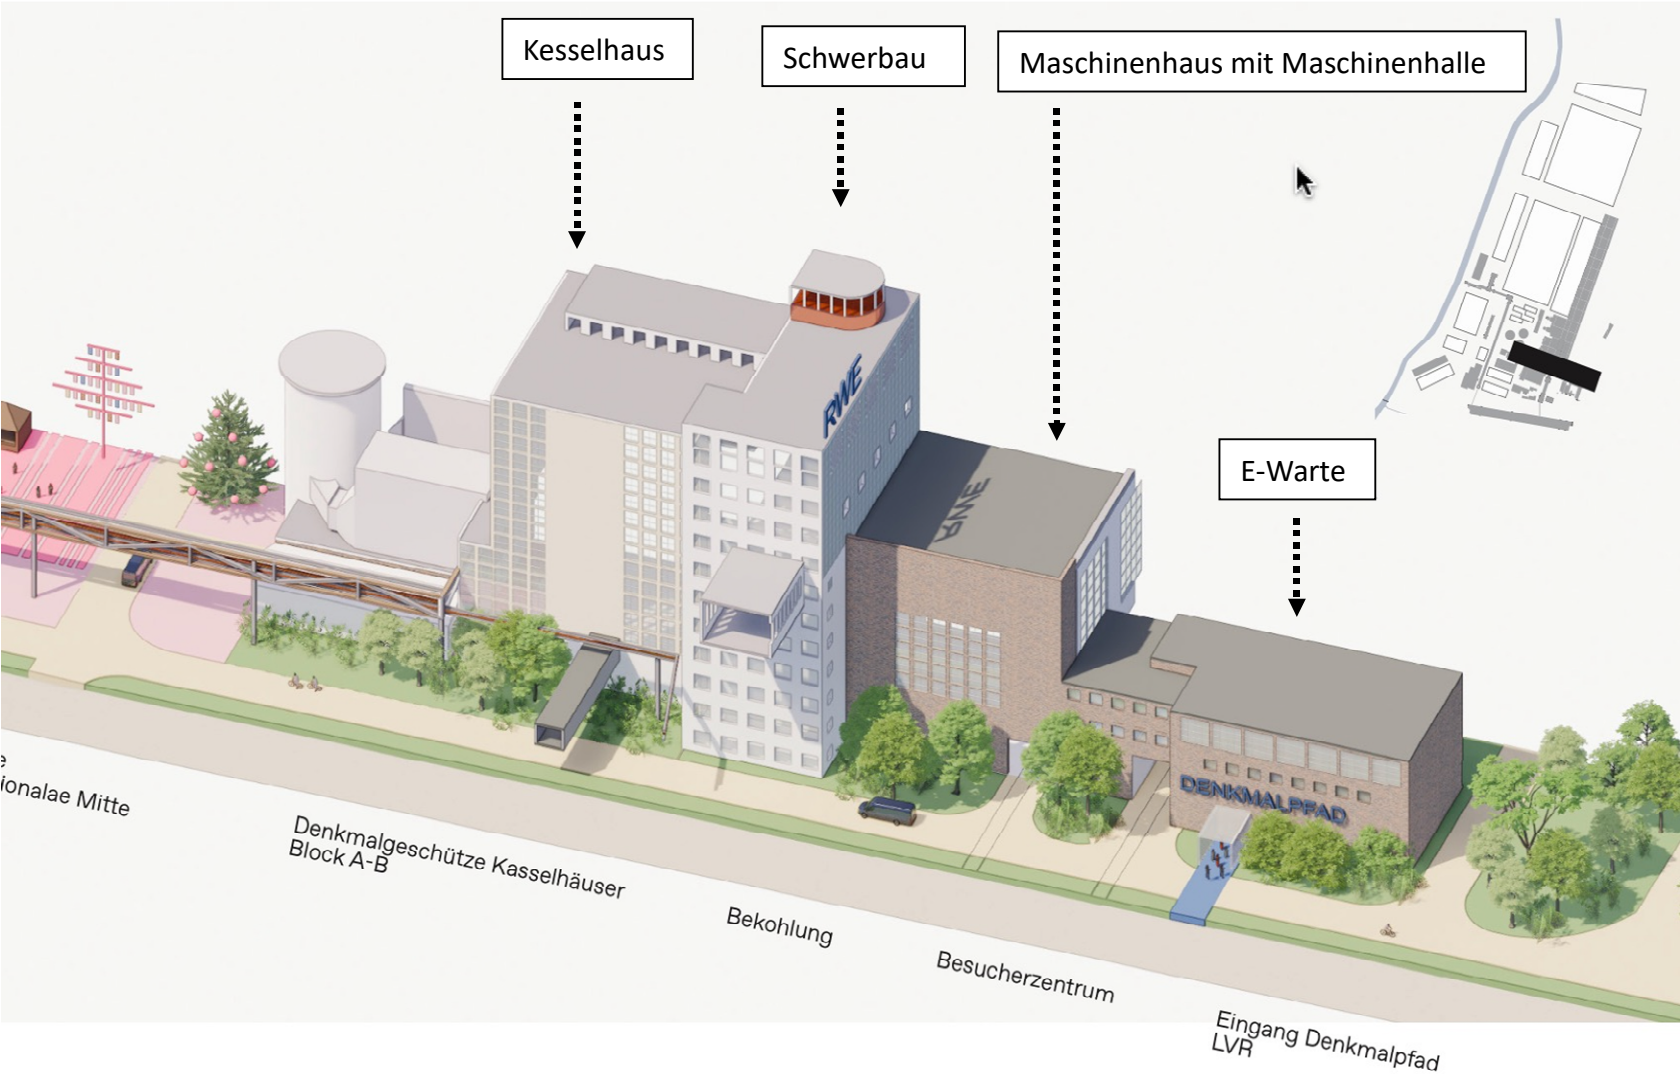 Kesselhaus
Schwerbau
Maschinenhaus mit Maschinenhalle
E-Warte
RWE
RWE
DENKMALPFAD
e
ionalae Mitte
Denkmalgeschütze Kasselhäuser
Block A-B
Bekohlung
Besucherzentrum
Eingang Denkmalpfad
LVR